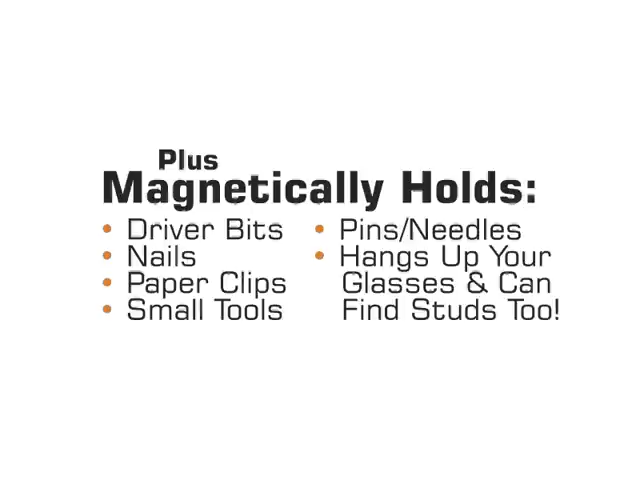 Plus
Magnetically Holds:
• Driver Bits
• Nails
• Paper Clips
• Small Tools
• Pins/Needles
• Hangs Up Your
Glasses & Can
Find Studs Too!